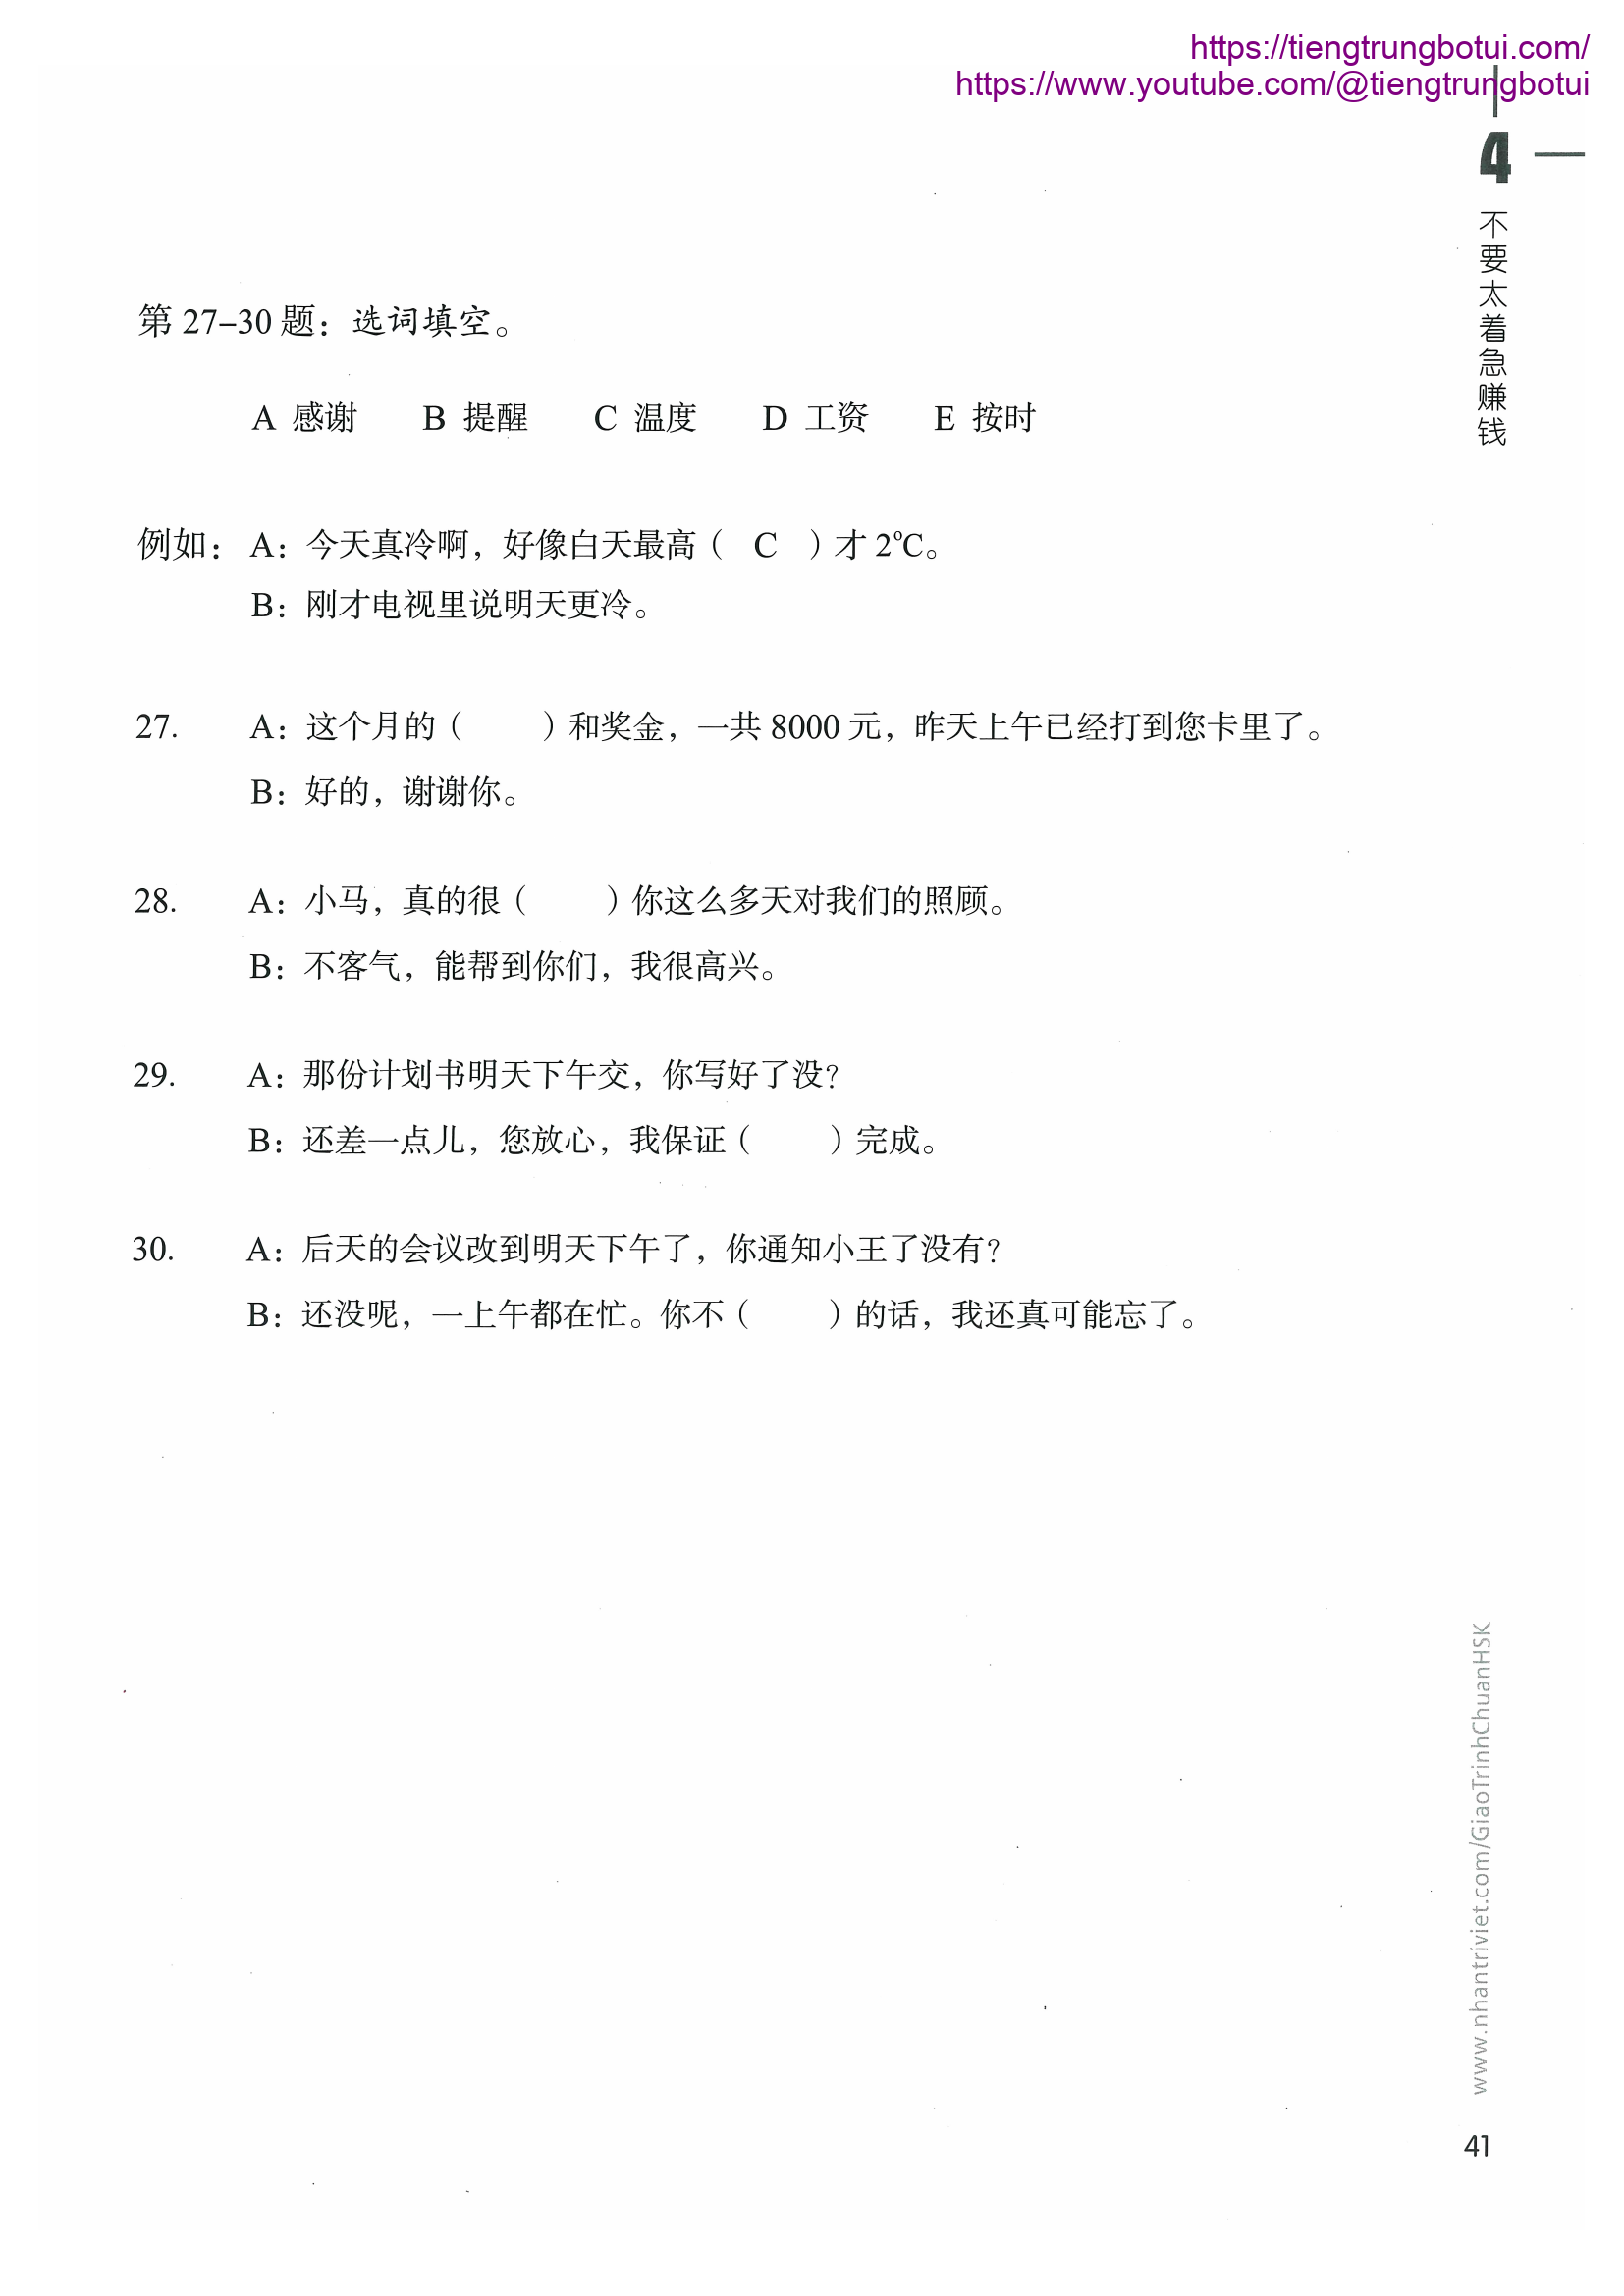 https://tiengtrungbotui.com/
https://www.youtube.com/@tiengtrungbotui
4
不要太着急赚钱
第 27–30 题：选词填空。
A 感谢 B 提醒 C 温度 D 工资 E 按时
例如： A：今天真冷啊，好像白天最高（ C ）才 2℃。
B：刚才电视里说明天更冷。
27. A：这个月的（ ）和奖金，一共 8000 元，昨天上午已经打到您卡里了。
B：好的，谢谢你。
28. A：小马，真的很（ ）你这么多天对我们的照顾。
B：不客气，能帮到你们，我很高兴。
29. A：那份计划书明天下午交，你写好了没？
B：还差一点儿，您放心，我保证（ ）完成。
30. A：后天的会议改到明天下午了，你通知小王了没有？
B：还没呢，一上午都在忙。你不（ ）的话，我还真可能忘了。
www.nhantriviet.com/GiaoTrinhChuanHSK
41